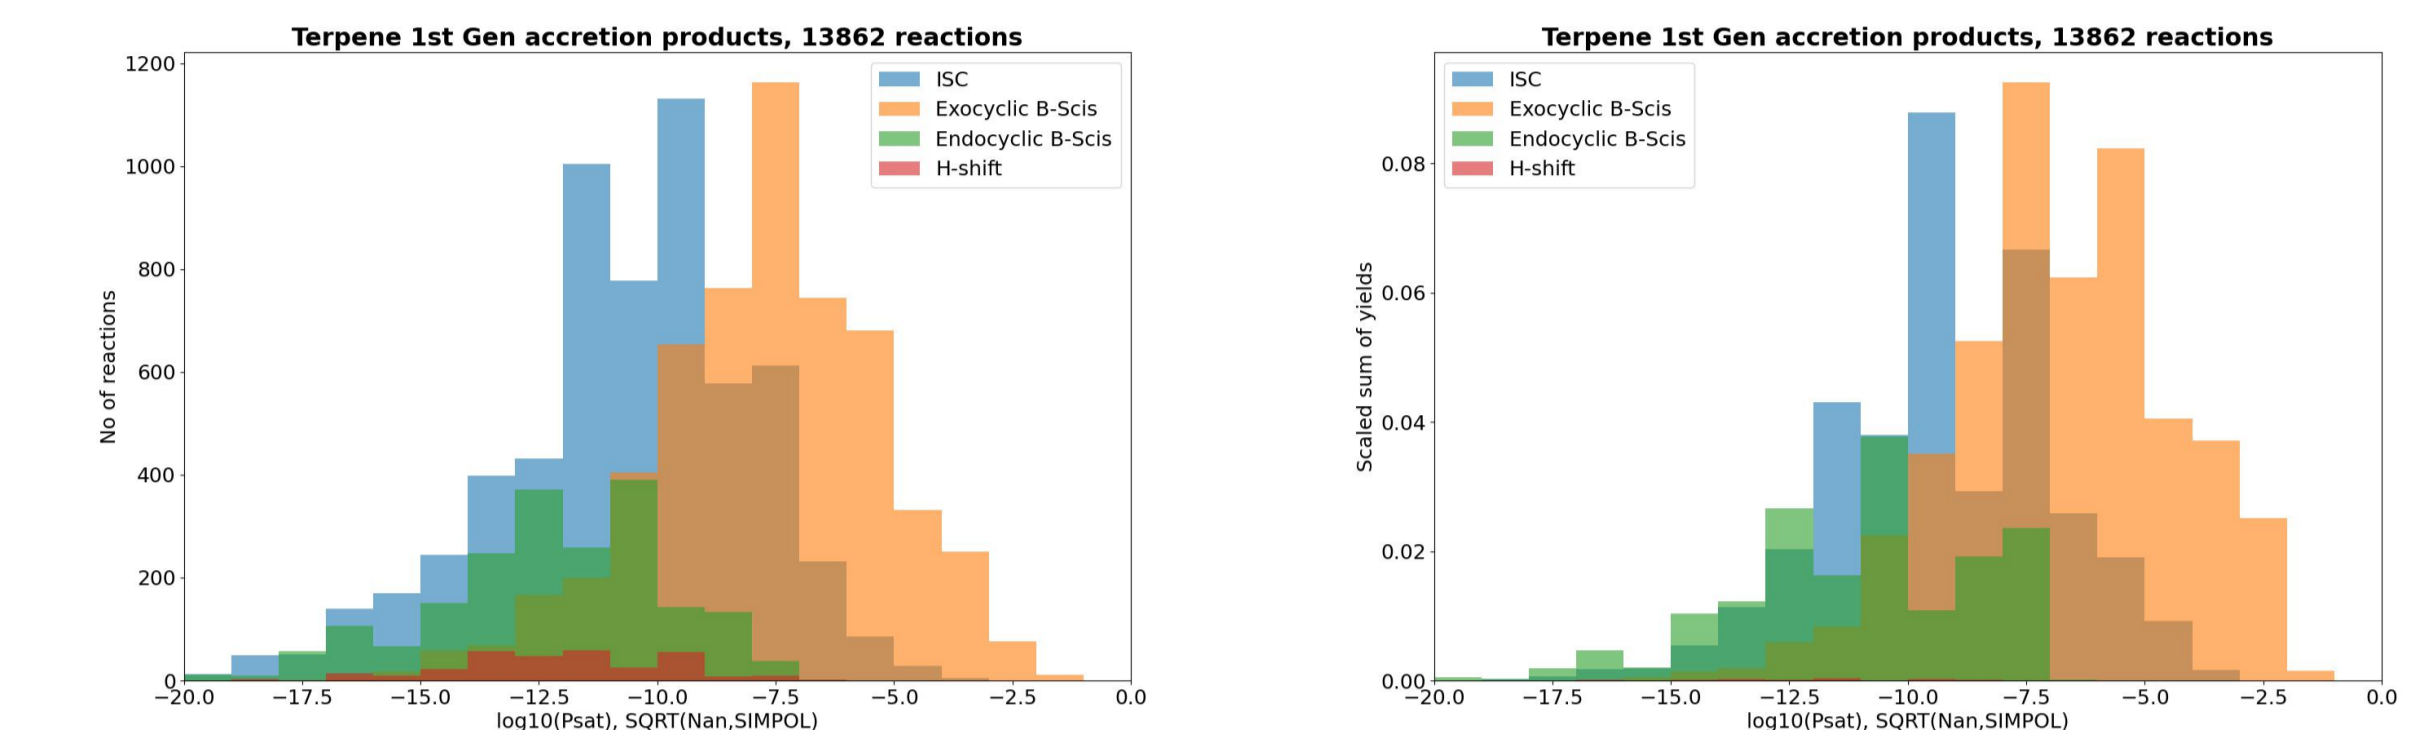 Terpene 1st Gen accretion products, 13862 reactions
1200
1000
800
600
400
200
0
No of reactions
ISC
Exocyclic B-Scis
Endocyclic B-Scis
H-shift
−20.0 −17.5 −15.0 −12.5 −10.0 −7.5 −5.0 −2.5 0.0
log10(Psat), SQRT(Nan,SIMPOL)
Terpene 1st Gen accretion products, 13862 reactions
0.08
0.06
0.04
0.02
0.00
Scaled sum of yields
ISC
Exocyclic B-Scis
Endocyclic B-Scis
H-shift
−20.0 −17.5 −15.0 −12.5 −10.0 −7.5 −5.0 −2.5 0.0
log10(Psat), SQRT(Nan,SIMPOL)